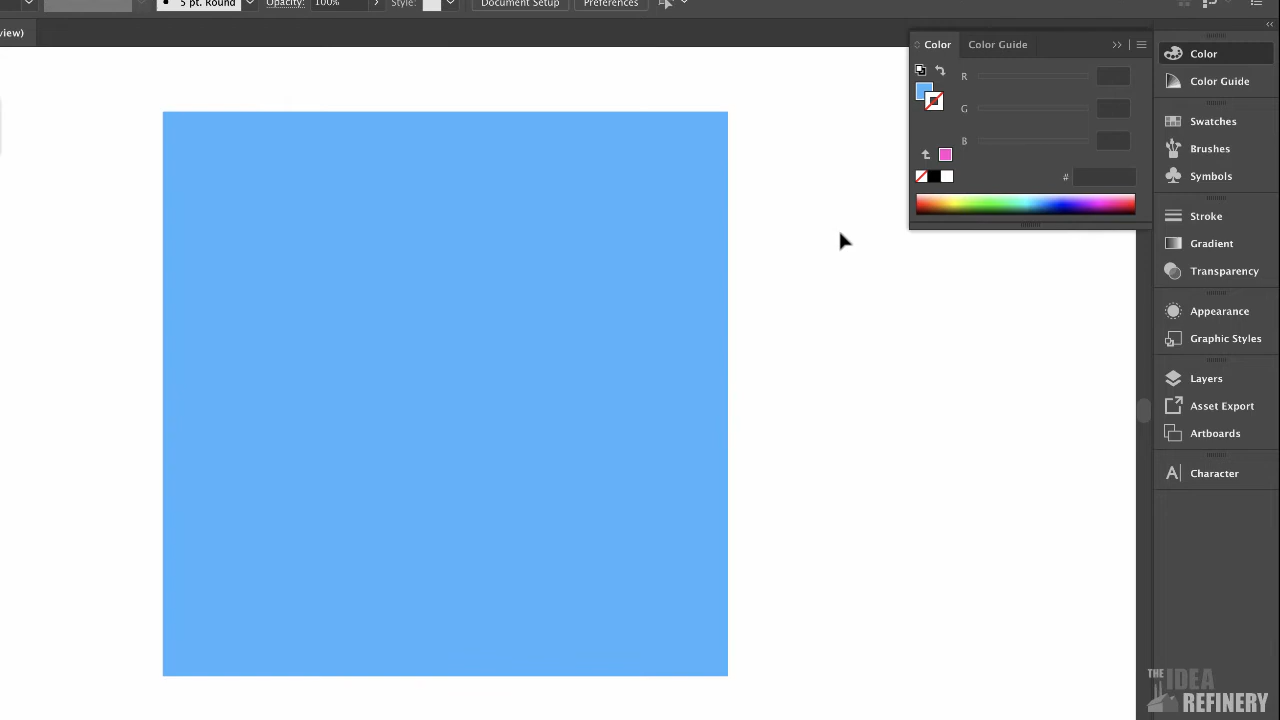 5 pt. Round
Opacity:
100%
Style:
Document Setup
Preferences
view)
Color
Color Guide
R
G
B
#
Color
Color Guide
Swatches
Brushes
Symbols
Stroke
Gradient
Transparency
Appearance
Graphic Styles
Layers
Asset Export
Artboards
Character
THE IDEA
REFINERY